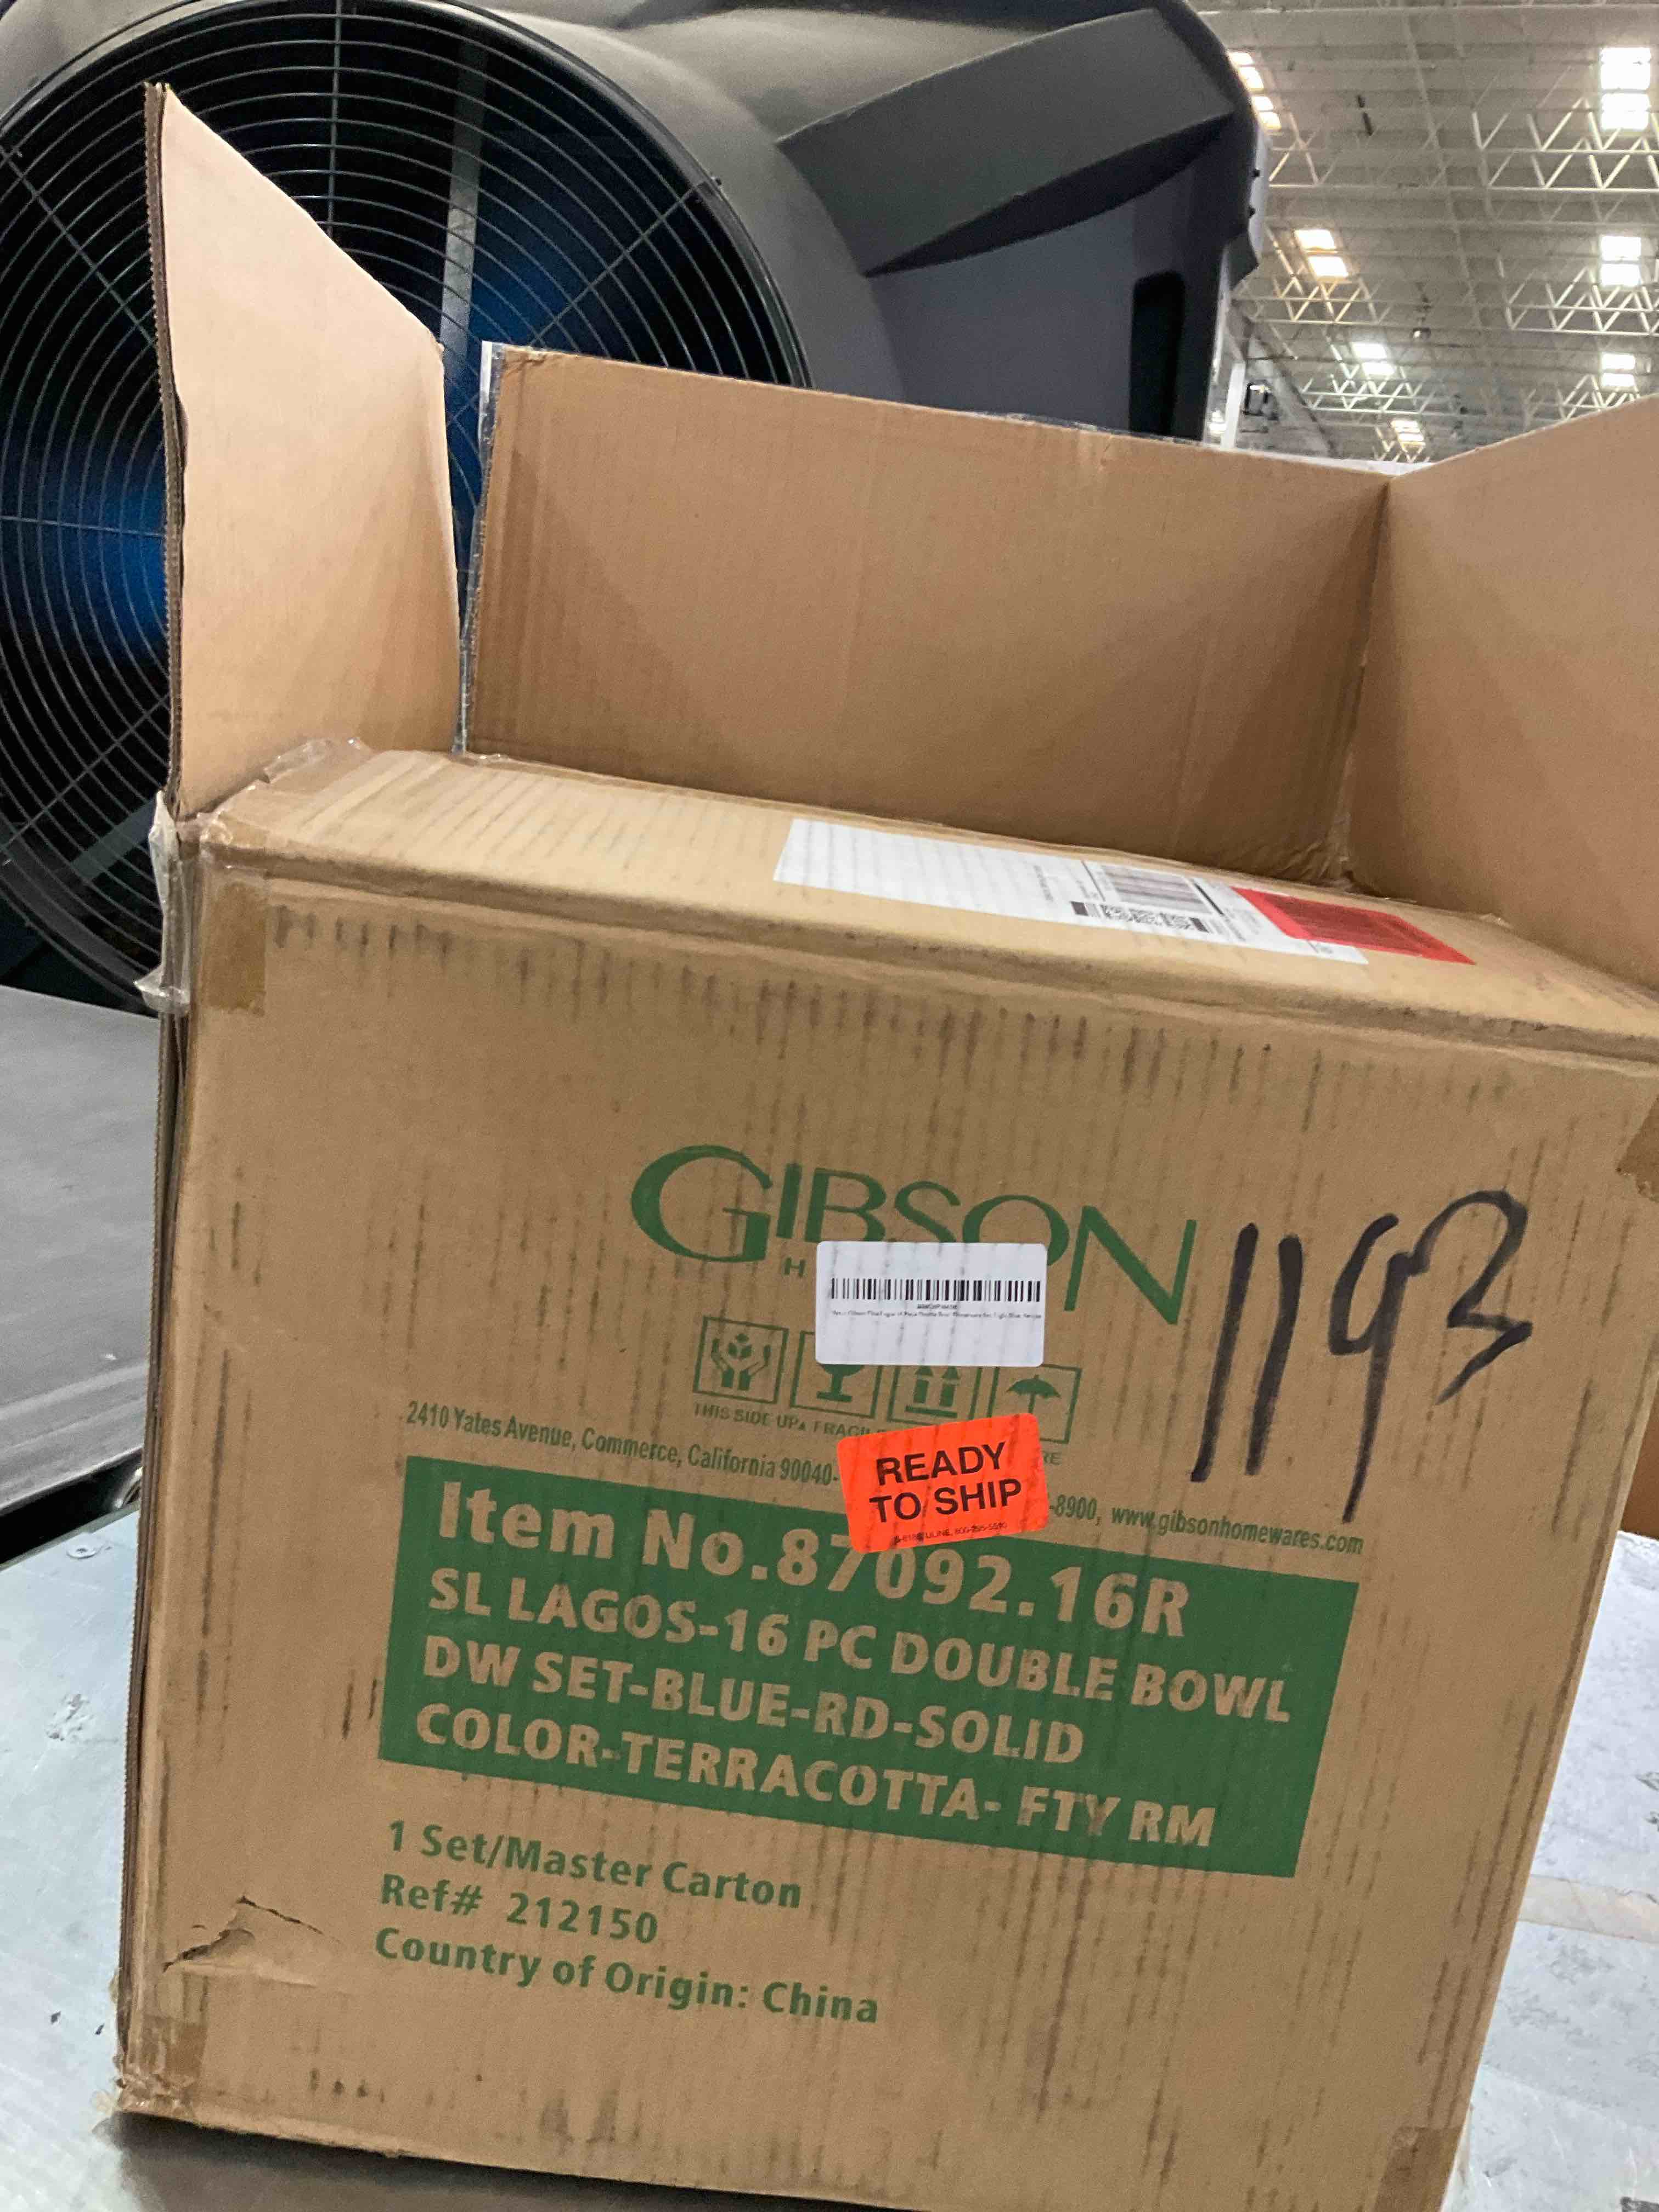 GIBSON
H
1193
THIS SIDE UP
FRAGIL
RE
2410 Yates Avenue, Commerce, California 90040-
-8900, www.gibsonhomewares.com
READY
TO SHIP
Item No.87092.16R
SL LAGOS-16 PC DOUBLE BOWL
DW SET-BLUE-RD-SOLID
COLOR-TERRACOTTA- FTY RM
1 Set/Master Carton
Ref# 212150
Country of Origin: China